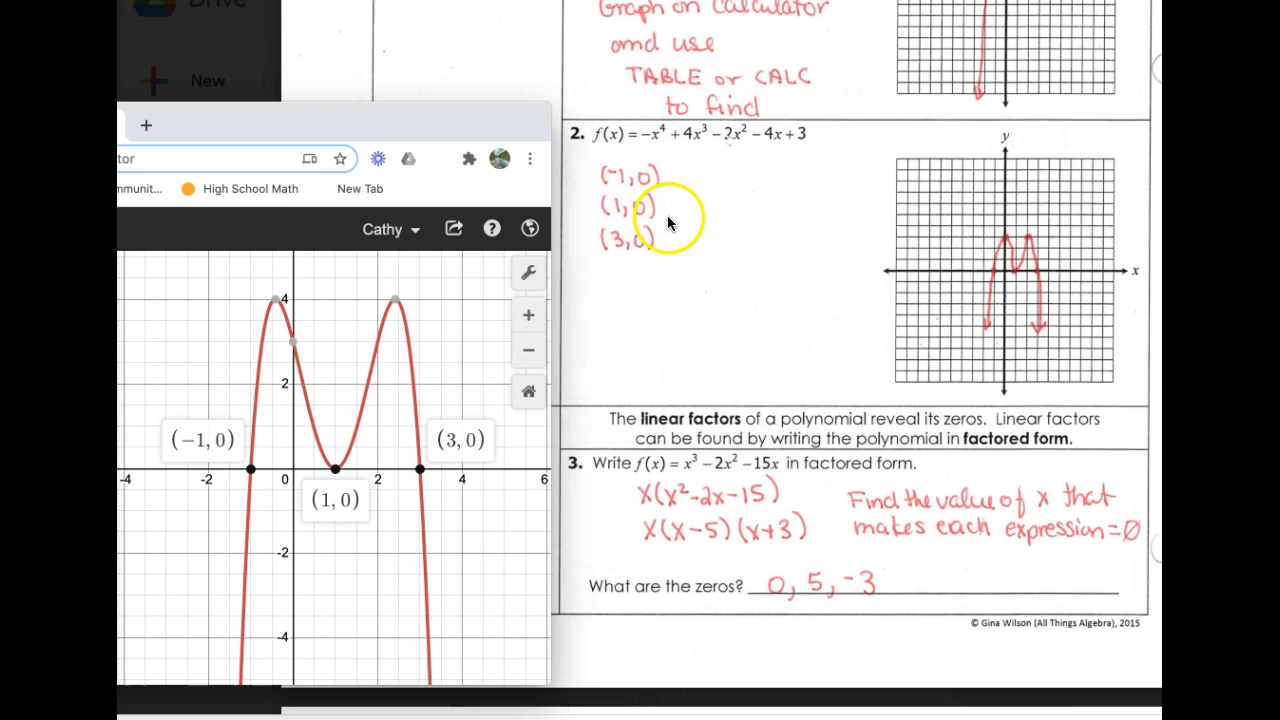 Drive
New
Graph on calculator
and use
TABLE or CALC
to find
2. f(x) = −x⁴ + 4x³ − 2x² − 4x + 3
(-1,0)
(1,0)
(3,0)
y
x
tor
mmunit...
High School Math
New Tab
Cathy
4
2
(−1, 0)
(3, 0)
-4
-2
0
2
4
6
(1, 0)
-2
-4
The linear factors of a polynomial reveal its zeros. Linear factors
can be found by writing the polynomial in factored form.
3. Write f(x) = x³ − 2x² − 15x in factored form.
x(x²-2x-15)
x(x-5)(x+3)
Find the value of x that
makes each expression = 0
What are the zeros? 0, 5, -3
© Gina Wilson (All Things Algebra), 2015